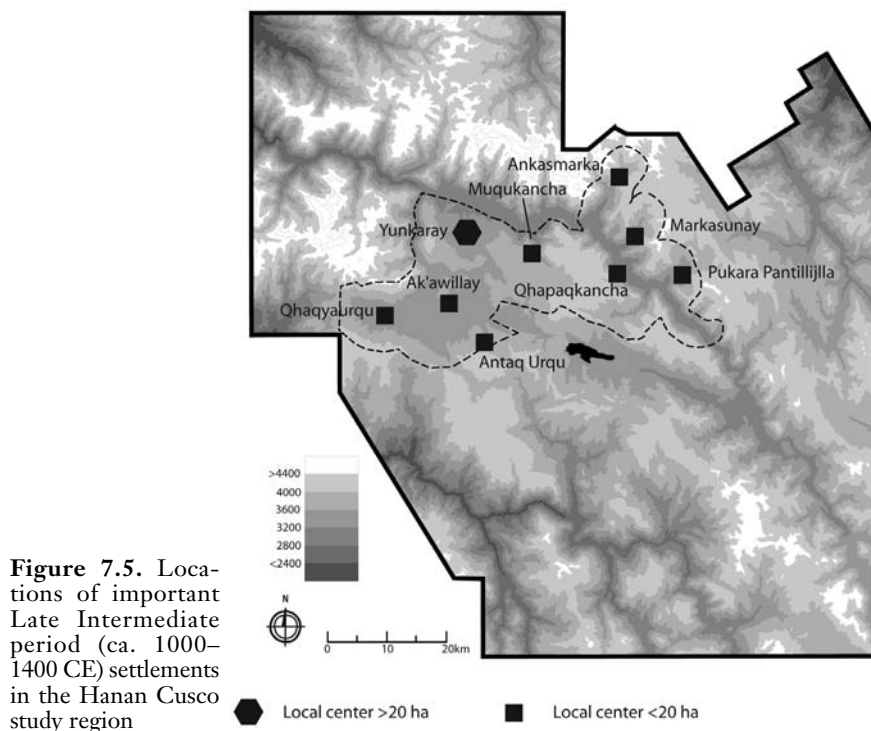 Ankasmarka
Muqukancha
Markasunay
Yunkaray
Pukara Pantillijlla
Ak'awillay
Qhapaqkancha
Qhaqyaurqu
Antaq Urqu
>4400
4000
3600
3200
2800
<2400
N
0 10 20km
Figure 7.5. Loca-
tions of important
Late Intermediate
period (ca. 1000–
1400 CE) settlements
in the Hanan Cusco
study region
Local center >20 ha
Local center <20 ha